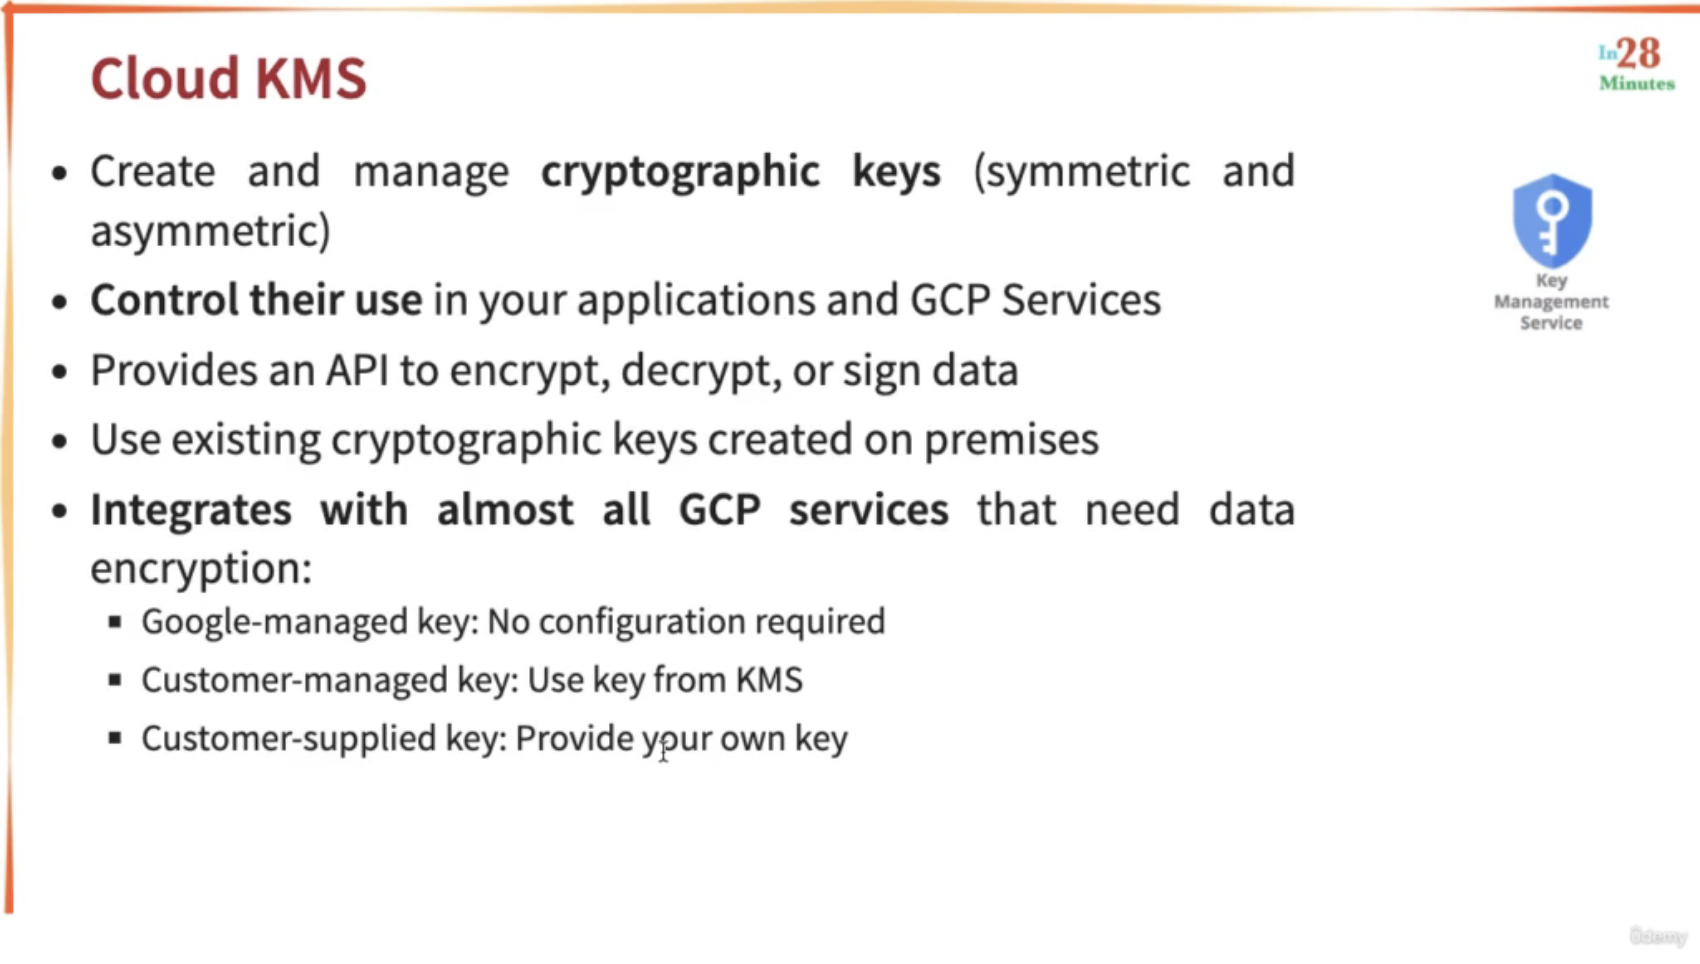 Cloud KMS
In28
Minutes
• Create and manage cryptographic keys (symmetric and
asymmetric)
• Control their use in your applications and GCP Services
• Provides an API to encrypt, decrypt, or sign data
• Use existing cryptographic keys created on premises
• Integrates with almost all GCP services that need data
encryption:
▪ Google-managed key: No configuration required
▪ Customer-managed key: Use key from KMS
▪ Customer-supplied key: Provide your own key
Key
Management
Service
Udemy